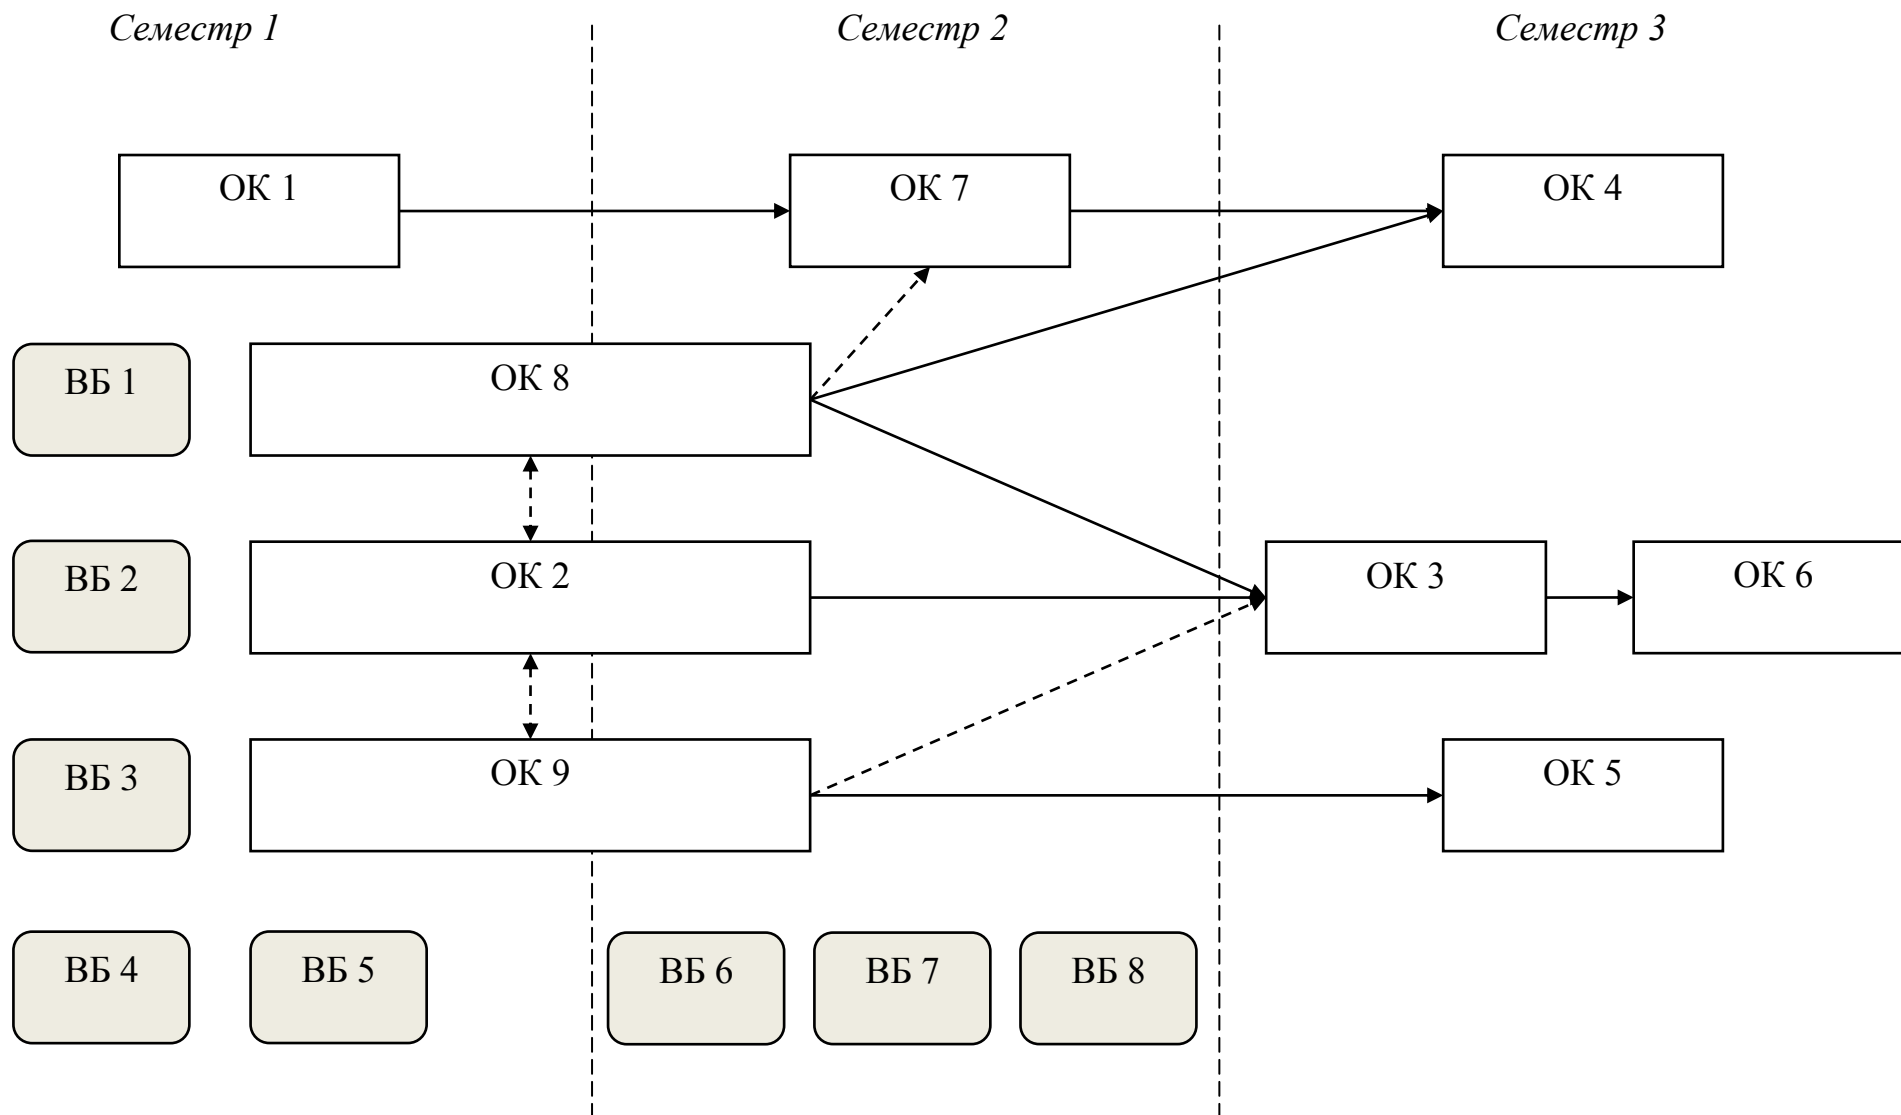 Семестр 1
Семестр 2
Семестр 3
ОК 1
ОК 7
ОК 4
ВБ 1
ОК 8
ВБ 2
ОК 2
ОК 3
ОК 6
ВБ 3
ОК 9
ОК 5
ВБ 4
ВБ 5
ВБ 6
ВБ 7
ВБ 8